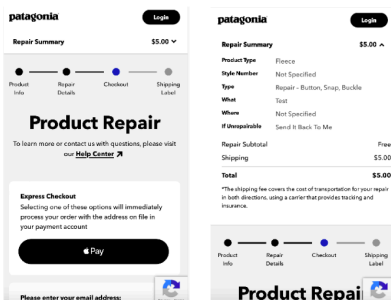 patagonia
Login
Repair Summary
$5.00
Product Info
Repair Details
Checkout
Shipping Label
Product Repair
To learn more or contact us with questions, please visit
our Help Center
Express Checkout
Selecting one of these options will immediately
process your order with the address on file in
your payment account
Pay
Please enter your email address:
patagonia
Login
Repair Summary
$5.00
Product Type Fleece
Style Number Not Specified
Type Repair - Button, Snap, Buckle
What Test
Where Not Specified
If Unrepairable Send It Back To Me
Repair Subtotal Free
Shipping $5.00
Total $5.00
*The shipping fee covers the cost of transportation for your repair
in both directions, using a carrier that provides tracking and
insurance.
Product Info
Repair Details
Checkout
Shipping Label
Product Repai